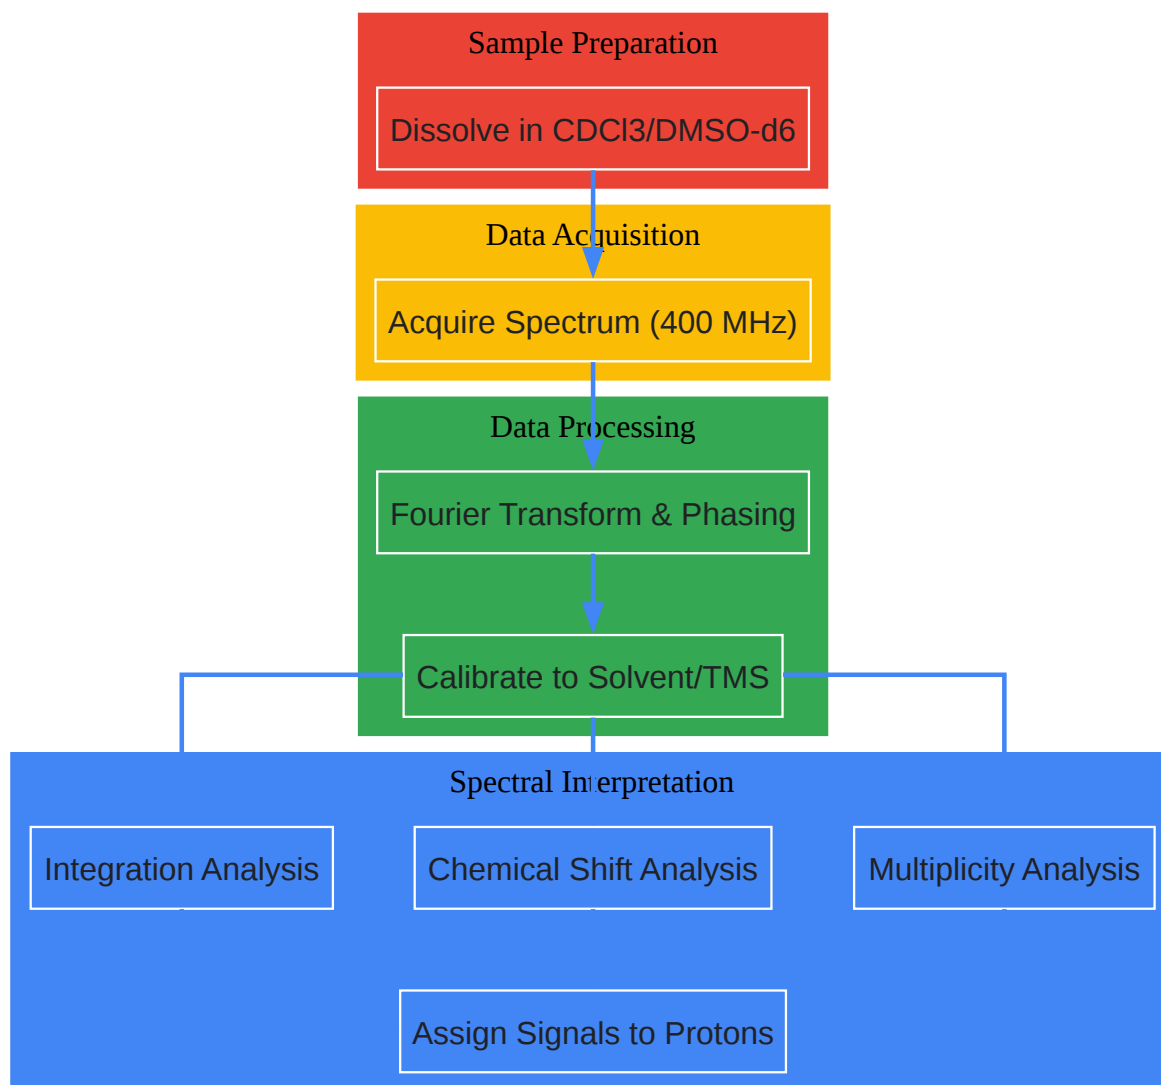 Sample Preparation
Dissolve in CDCl3/DMSO-d6
Data Acquisition
Acquire Spectrum (400 MHz)
Data Processing
Fourier Transform & Phasing
Calibrate to Solvent/TMS
Spectral Interpretation
Integration Analysis
Chemical Shift Analysis
Multiplicity Analysis
Assign Signals to Protons